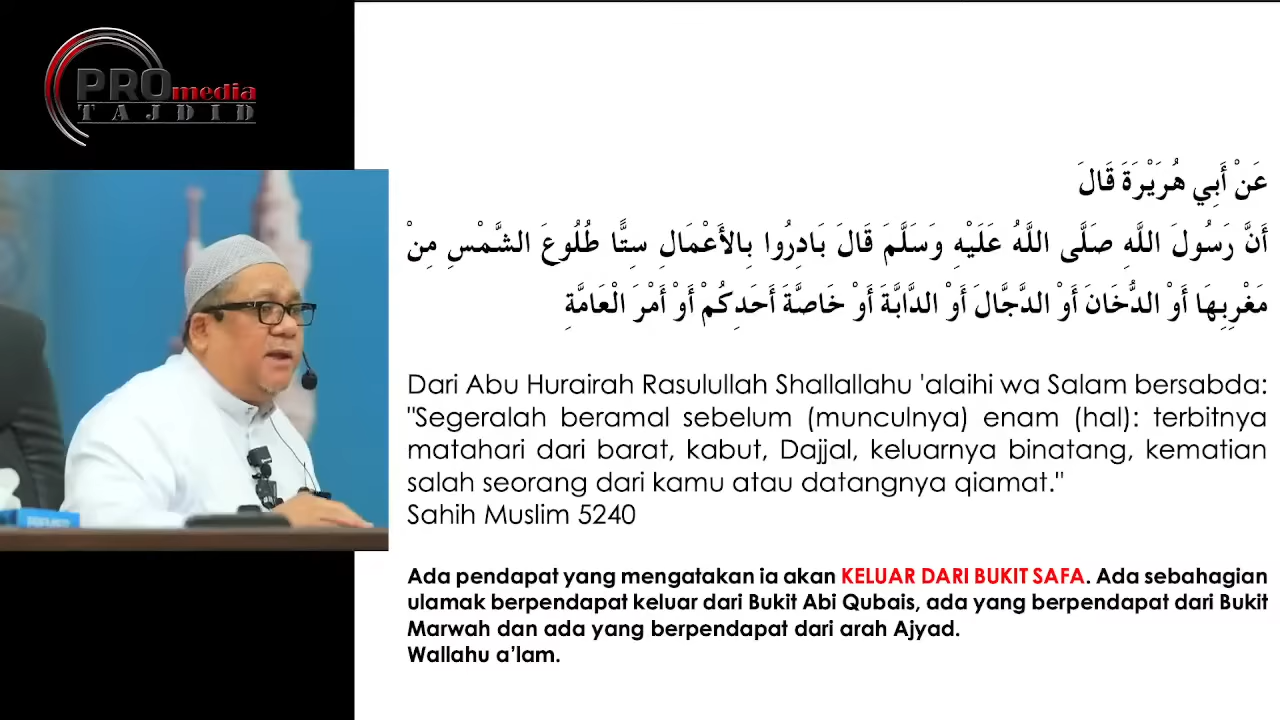 PROmedia
TAJDID
عَنْ أَبِي هُرَيْرَةَ قَالَ
أَنَّ رَسُولَ اللَّهِ صَلَّى اللَّهُ عَلَيْهِ وَسَلَّمَ قَالَ بَادِرُوا بِالأَعْمَالِ سِتًّا طُلُوعَ الشَّمْسِ مِنْ
مَغْرِبِهَا أَوْ الدُّخَانَ أَوْ الدَّجَّالَ أَوْ الدَّابَّةَ أَوْ خَاصَّةَ أَحَدِكُمْ أَوْ أَمْرَ الْعَامَّةِ
Dari Abu Hurairah Rasulullah Shallallahu 'alaihi wa Salam bersabda:
"Segeralah beramal sebelum (munculnya) enam (hal): terbitnya
matahari dari barat, kabut, Dajjal, keluarnya binatang, kematian
salah seorang dari kamu atau datangnya qiamat."
Sahih Muslim 5240
Ada pendapat yang mengatakan ia akan KELUAR DARI BUKIT SAFA. Ada sebahagian
ulamak berpendapat keluar dari Bukit Abi Qubais, ada yang berpendapat dari Bukit
Marwah dan ada yang berpendapat dari arah Ajyad.
Wallahu a’lam.